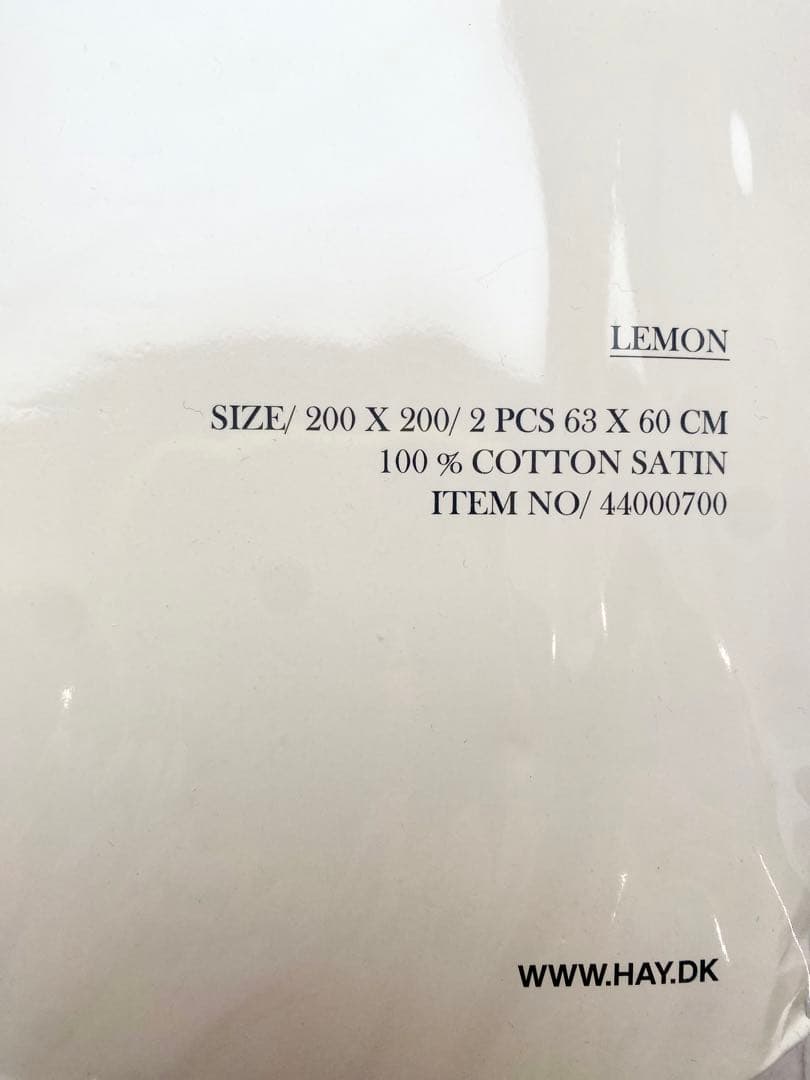 LEMON
SIZE/ 200 X 200/ 2 PCS 63 X 60 CM
100 % COTTON SATIN
ITEM NO/ 44000700
WWW.HAY.DK